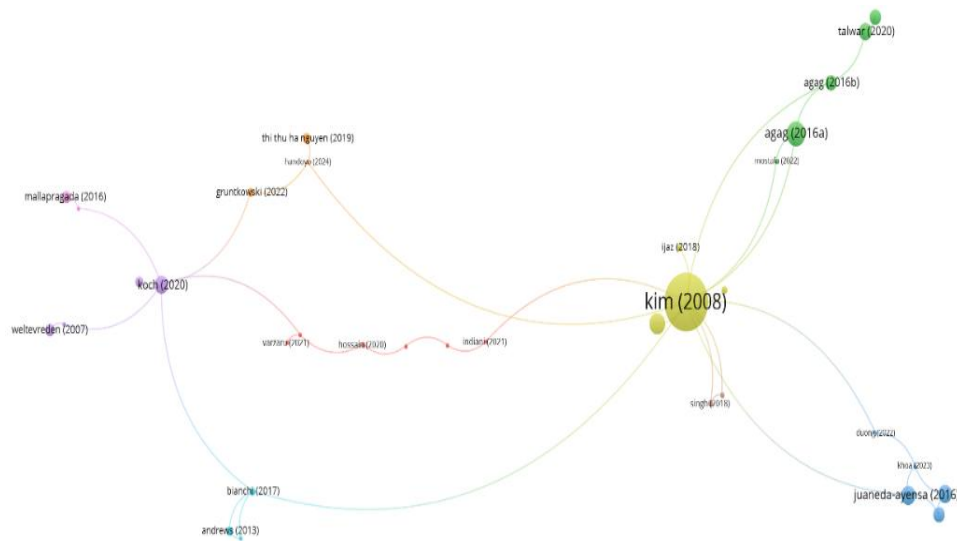 talwar (2020)
agag (2016b)
agag (2016a)
thi thu ha nguyen (2019)
handoyo (2024)
mostafa (2022)
gruntkowski (2022)
mallapragada (2016)
ijaz (2018)
koch (2020)
kim (2008)
weltevreden (2007)
varzaru (2021)
hossain (2020)
indiani (2021)
singh (2018)
duong (2022)
khoa (2023)
bianchi (2017)
juaneda-ayensa (2016)
andrews (2013)